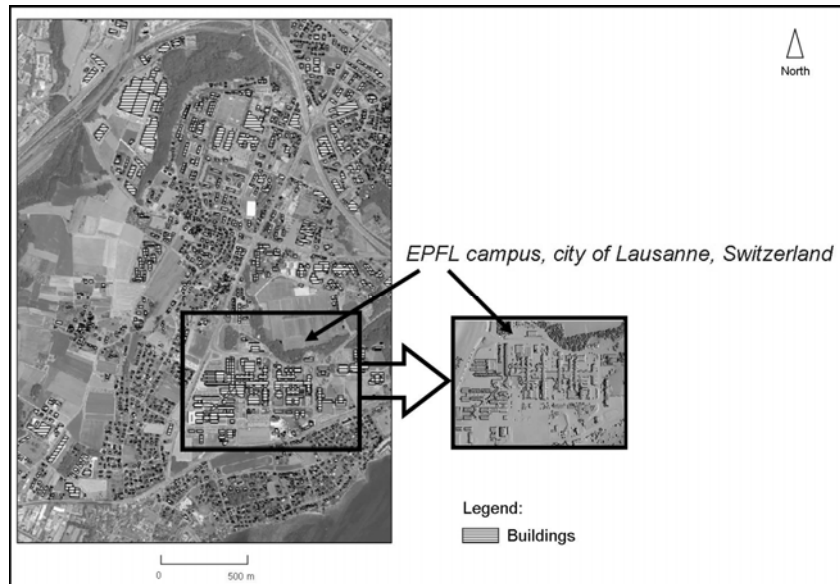 North
EPFL campus, city of Lausanne, Switzerland
Legend:
Buildings
0 500 m